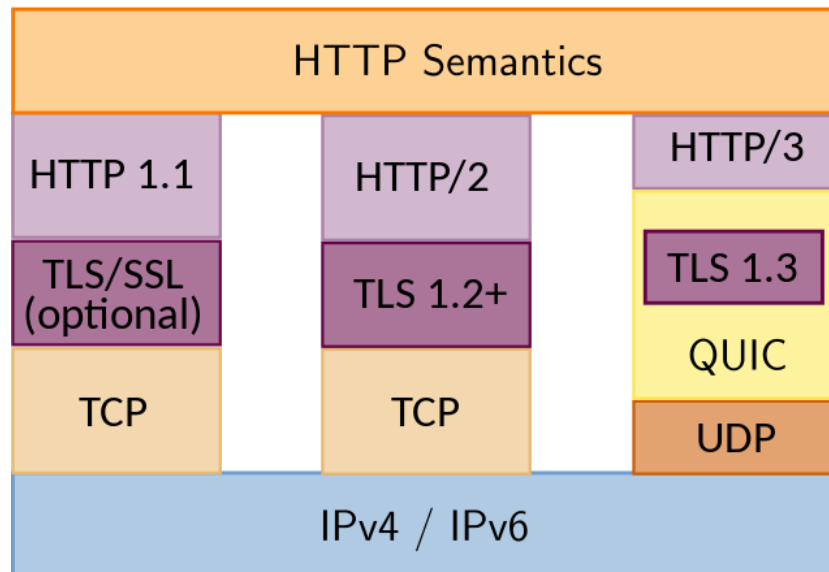 HTTP Semantics
HTTP 1.1
TLS/SSL
(optional)
TCP
HTTP/2
TLS 1.2+
TCP
HTTP/3
TLS 1.3
QUIC
UDP
IPv4 / IPv6